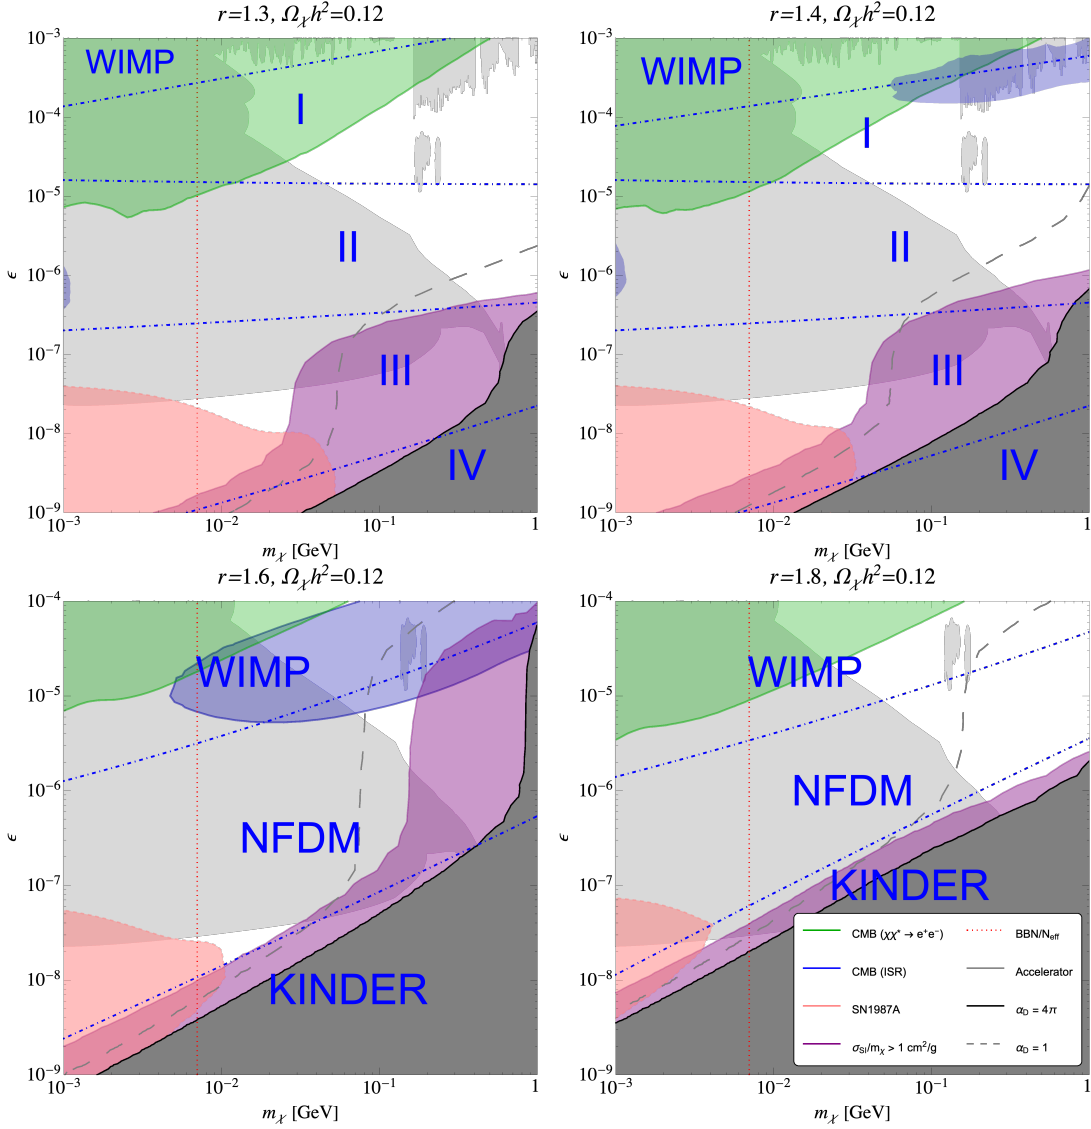 r=1.3, Ωχh²=0.12
10⁻³
10⁻⁴
10⁻⁵
10⁻⁶
10⁻⁷
10⁻⁸
10⁻⁹
ϵ
WIMP
I
II
III
IV
10⁻³ 10⁻² 10⁻¹ 1
mχ [GeV]
r=1.4, Ωχh²=0.12
10⁻³
10⁻⁴
10⁻⁵
10⁻⁶
10⁻⁷
10⁻⁸
10⁻⁹
ϵ
WIMP
I
II
III
IV
10⁻³ 10⁻² 10⁻¹ 1
mχ [GeV]
r=1.6, Ωχh²=0.12
10⁻⁴
10⁻⁵
10⁻⁶
10⁻⁷
10⁻⁸
10⁻⁹
ϵ
WIMP
NFDM
KINDER
10⁻³ 10⁻² 10⁻¹ 1
mχ [GeV]
r=1.8, Ωχh²=0.12
10⁻⁴
10⁻⁵
10⁻⁶
10⁻⁷
10⁻⁸
10⁻⁹
ϵ
WIMP
NFDM
KINDER
CMB (χχ* → e⁺e⁻)
CMB (ISR)
SN1987A
σSI/mχ > 1 cm²/g
BBN/Neff
Accelerator
αD = 4π
αD = 1
10⁻³ 10⁻² 10⁻¹ 1
mχ [GeV]